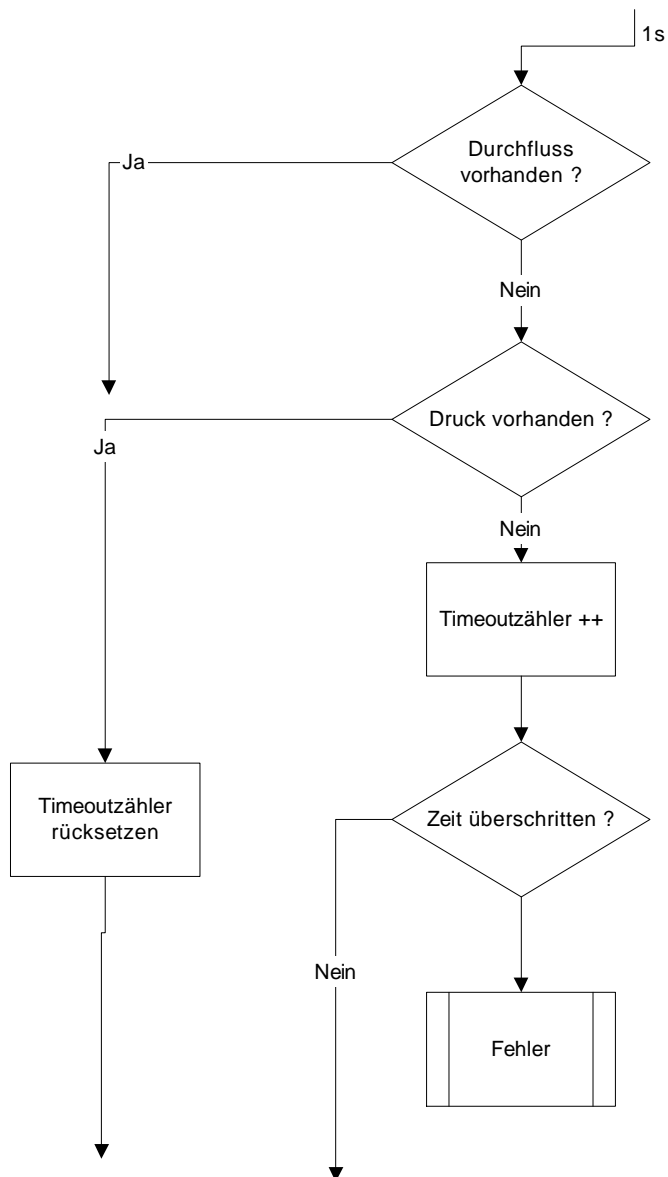 1s
Durchfluss
vorhanden ?
Ja
Nein
Druck vorhanden ?
Ja
Nein
Timeoutzähler ++
Timeoutzähler
rücksetzen
Zeit überschritten ?
Nein
Fehler